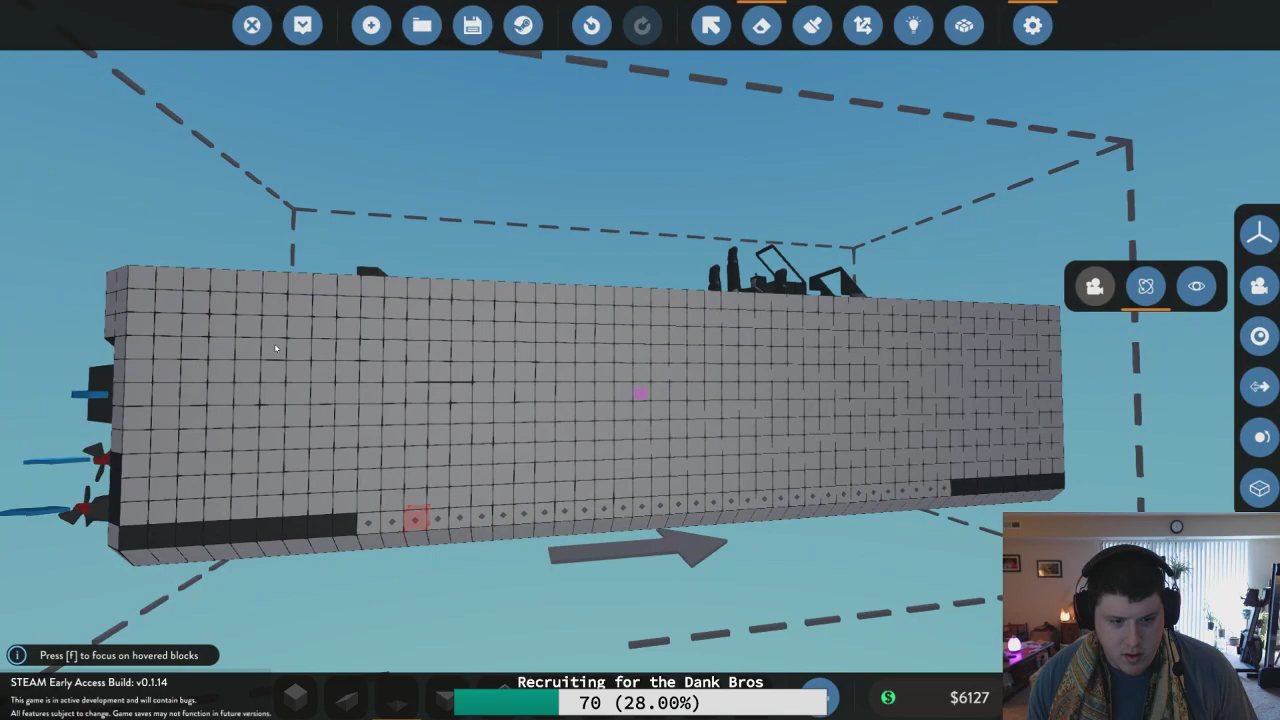 Press [f] to focus on hovered blocks
STEAM Early Access Build: v0.1.14
This game is in active development and will contain bugs.
All features subject to change. Game saves may not function in future versions.
Recruiting for the Dank Bros
70 (28.00%)
$6127